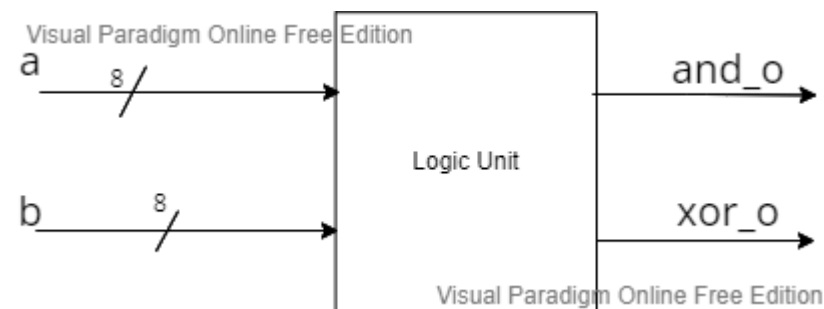 Visual Paradigm Online Free Edition
a
8
and_o
Logic Unit
b
8
xor_o
Visual Paradigm Online Free Edition